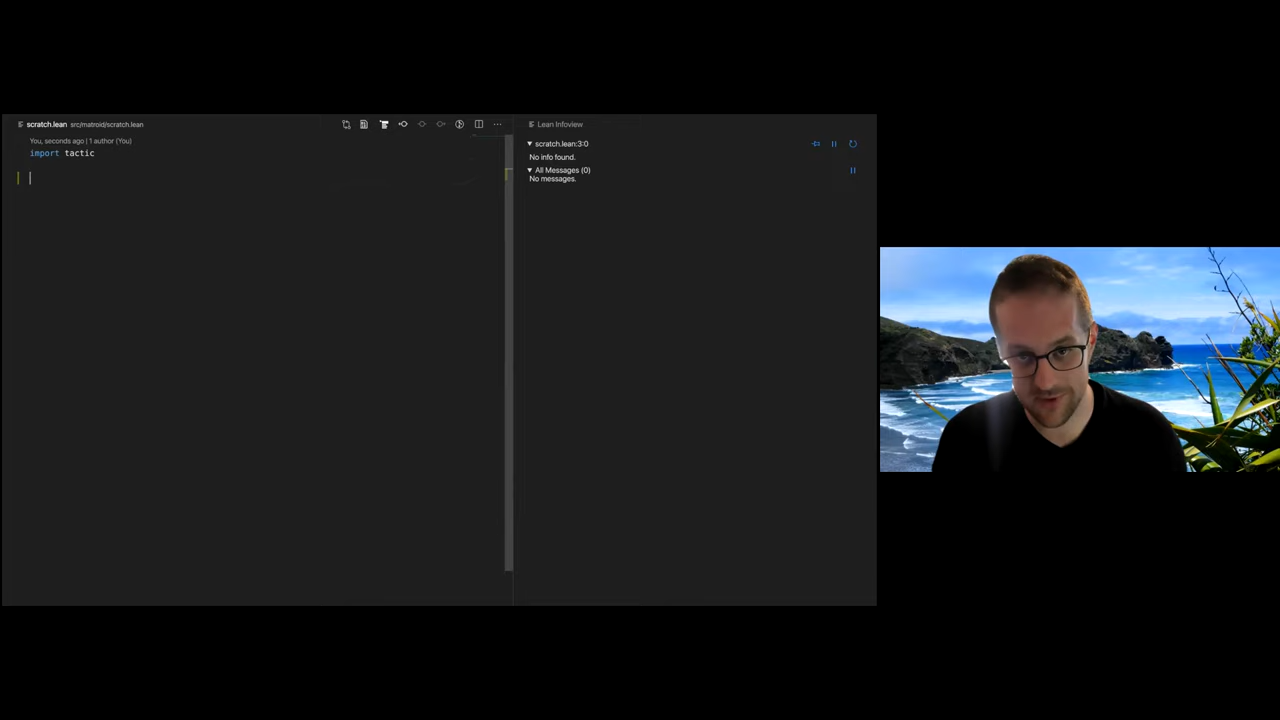 scratch.lean src/matroid/scratch.lean
You, seconds ago | 1 author (You)
import tactic
Lean Infoview
scratch.lean:3:0
No info found.
All Messages (0)
No messages.